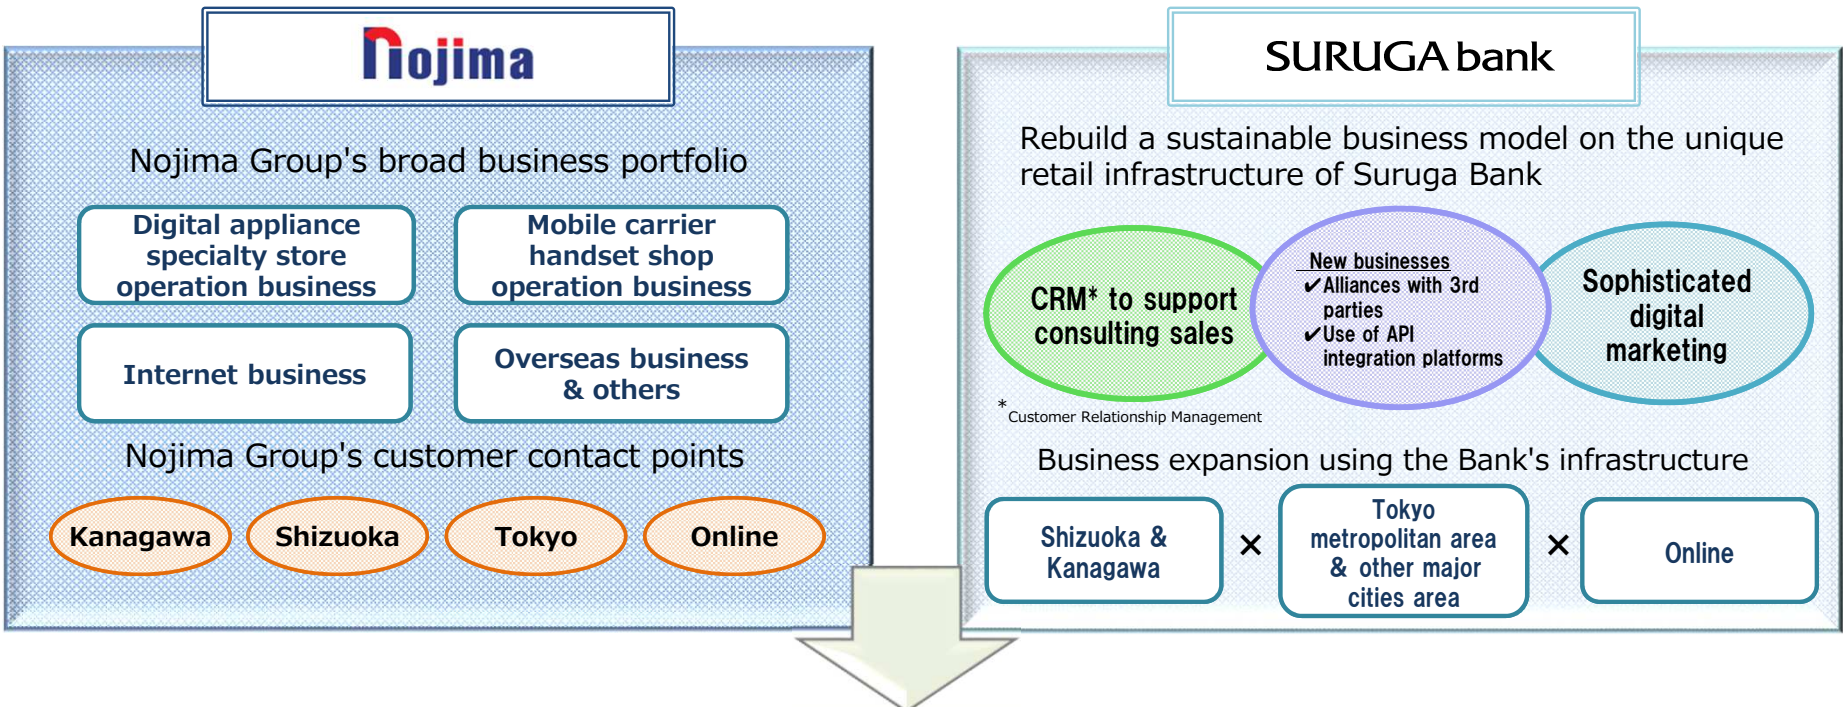 nojima
Nojima Group's broad business portfolio
Digital appliance
specialty store
operation business
Mobile carrier
handset shop
operation business
Internet business
Overseas business
& others
Nojima Group's customer contact points
Kanagawa
Shizuoka
Tokyo
Online
SURUGA bank
Rebuild a sustainable business model on the unique
retail infrastructure of Suruga Bank
CRM* to support
consulting sales
New businesses
✔Alliances with 3rd
parties
✔Use of API
integration platforms
Sophisticated
digital
marketing
*Customer Relationship Management
Business expansion using the Bank's infrastructure
Shizuoka &
Kanagawa
×
Tokyo
metropolitan area
& other major
cities area
×
Online